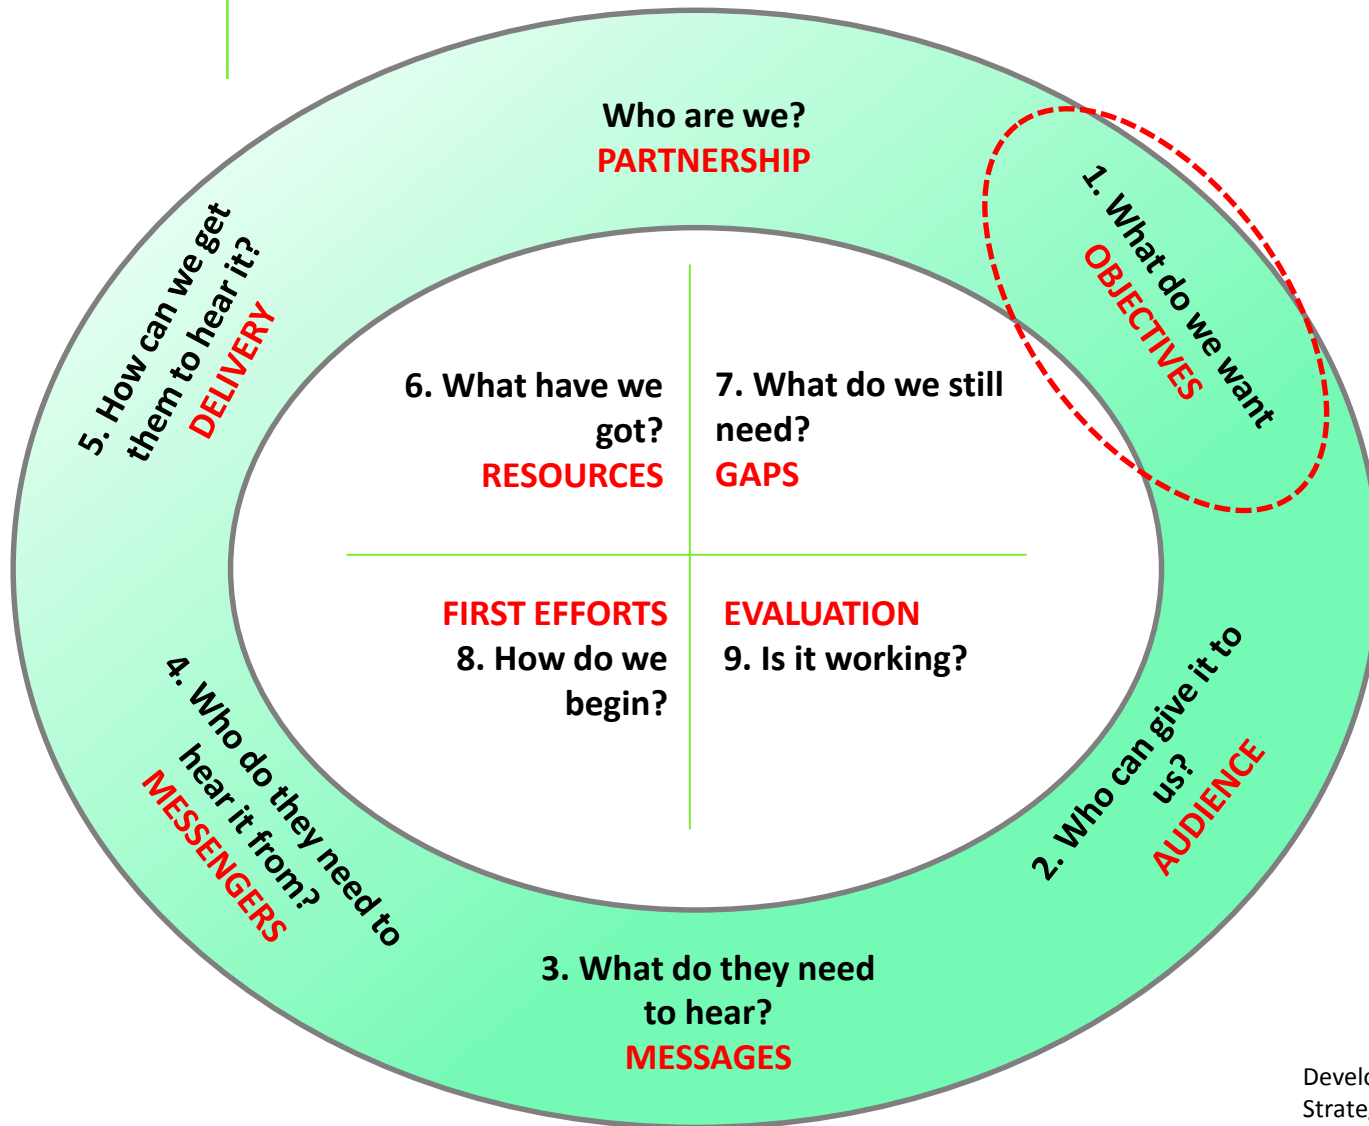 Who are we?
PARTNERSHIP
1. What do we want
OBJECTIVES
2. Who can give it to
us?
AUDIENCE
3. What do they need
to hear?
MESSAGES
4. Who do they need to
hear it from?
MESSENGERS
5. How can we get
them to hear it?
DELIVERY
6. What have we
got?
RESOURCES
7. What do we still
need?
GAPS
FIRST EFFORTS
8. How do we
begin?
EVALUATION
9. Is it working?